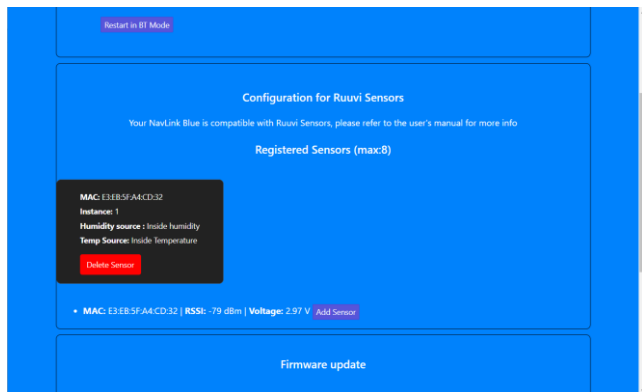 Restart in BT Mode
Configuration for Ruuvi Sensors
Your NavLink Blue is compatible with Ruuvi Sensors, please refer to the user's manual for more info
Registered Sensors (max:8)
MAC: E3:EB:5F:A4:CD:32
Instance: 1
Humidity source : Inside humidity
Temp Source: Inside Temperature
Delete Sensor
• MAC: E3:EB:5F:A4:CD:32 | RSSI: -79 dBm | Voltage: 2.97 V Add Sensor
Firmware update